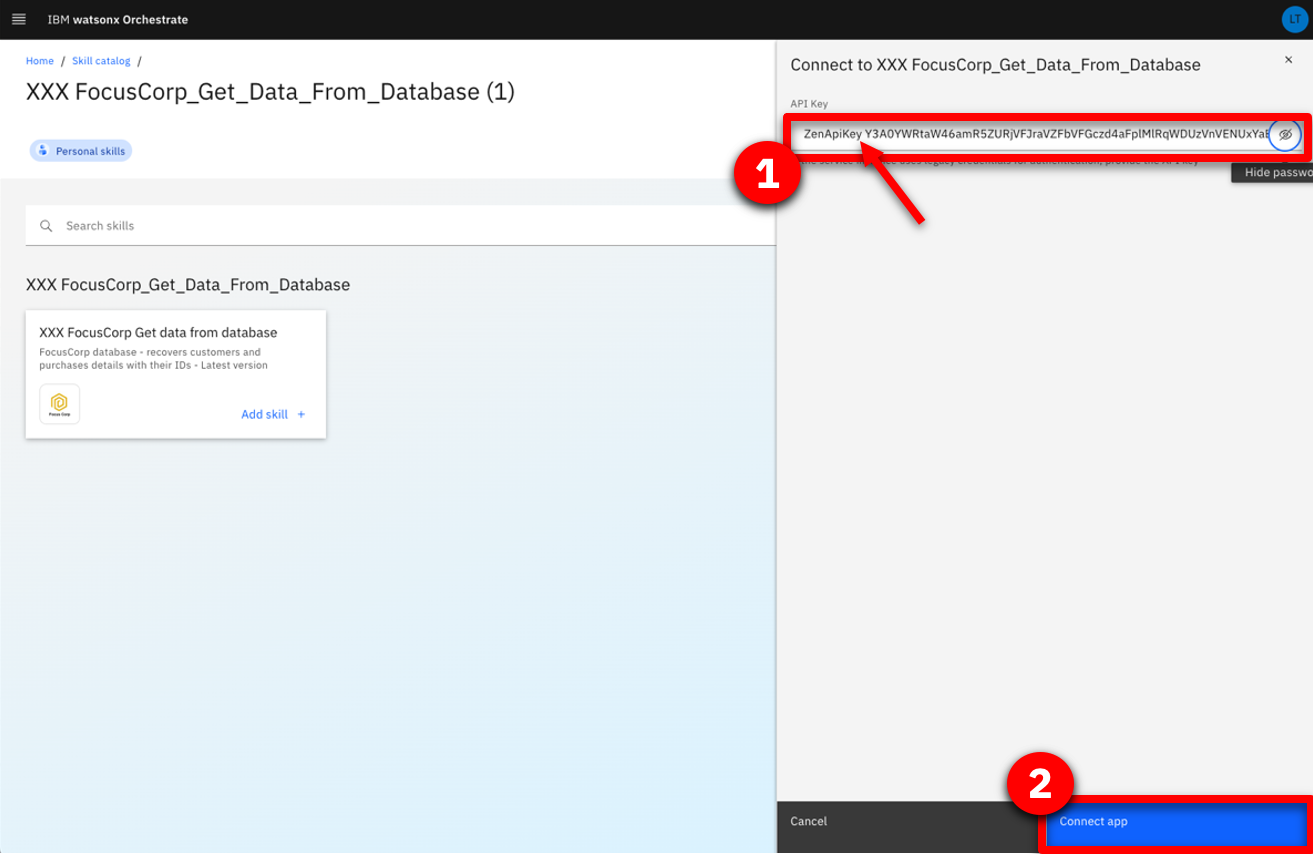 IBM watsonx Orchestrate
LT
Home / Skill catalog /
XXX FocusCorp_Get_Data_From_Database (1)
Personal skills
Search skills
XXX FocusCorp_Get_Data_From_Database
XXX FocusCorp Get data from database
FocusCorp database - recovers customers and
purchases details with their IDs - Latest version
Focus Corp
Add skill +
Connect to XXX FocusCorp_Get_Data_From_Database
API Key
ZenApiKey Y3A0YWRtaW46amR5ZURjVFJraVZFbVFGczd4aFplMlRqWDUzVnVENUxYaE
uses legacy credentials for authentication, provide the API key
Hide passwo
1
2
Cancel
Connect app